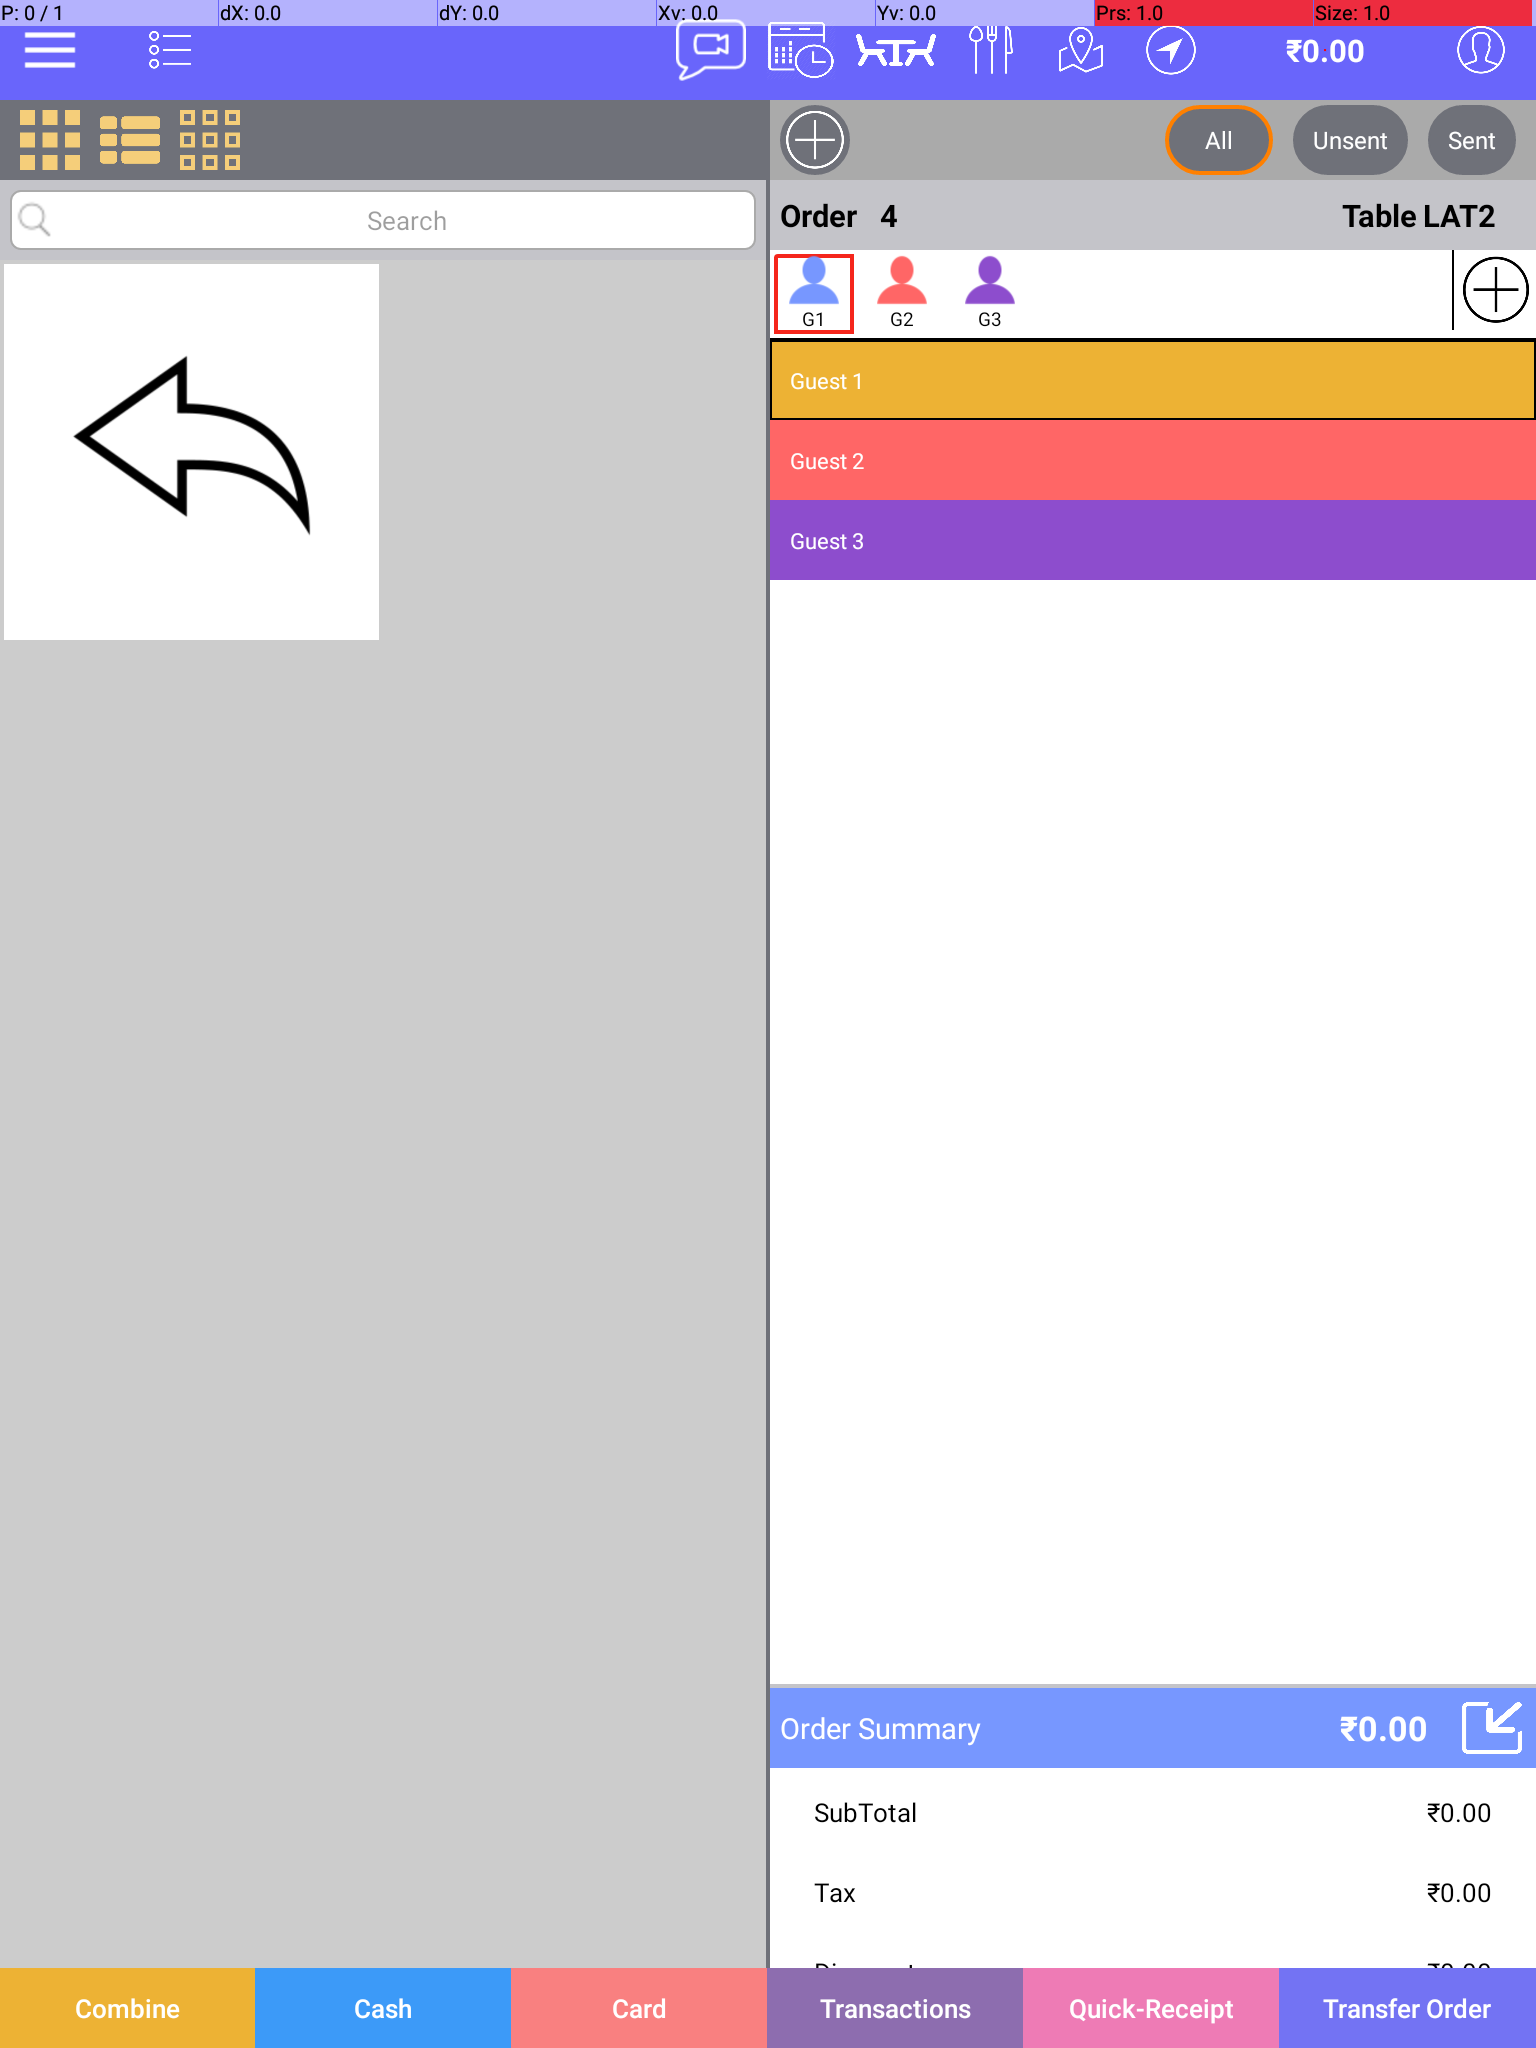 P: 0 / 1 dX: 0.0 dY: 0.0 Xv: 0.0 Yv: 0.0 Prs: 1.0 Size: 1.0
₹0.00
All Unsent Sent
Search
Order 4 Table LAT2
G1 G2 G3
Guest 1
Guest 2
Guest 3
Order Summary ₹0.00
SubTotal ₹0.00
Tax ₹0.00
Combine Cash Card Transactions Quick-Receipt Transfer Order